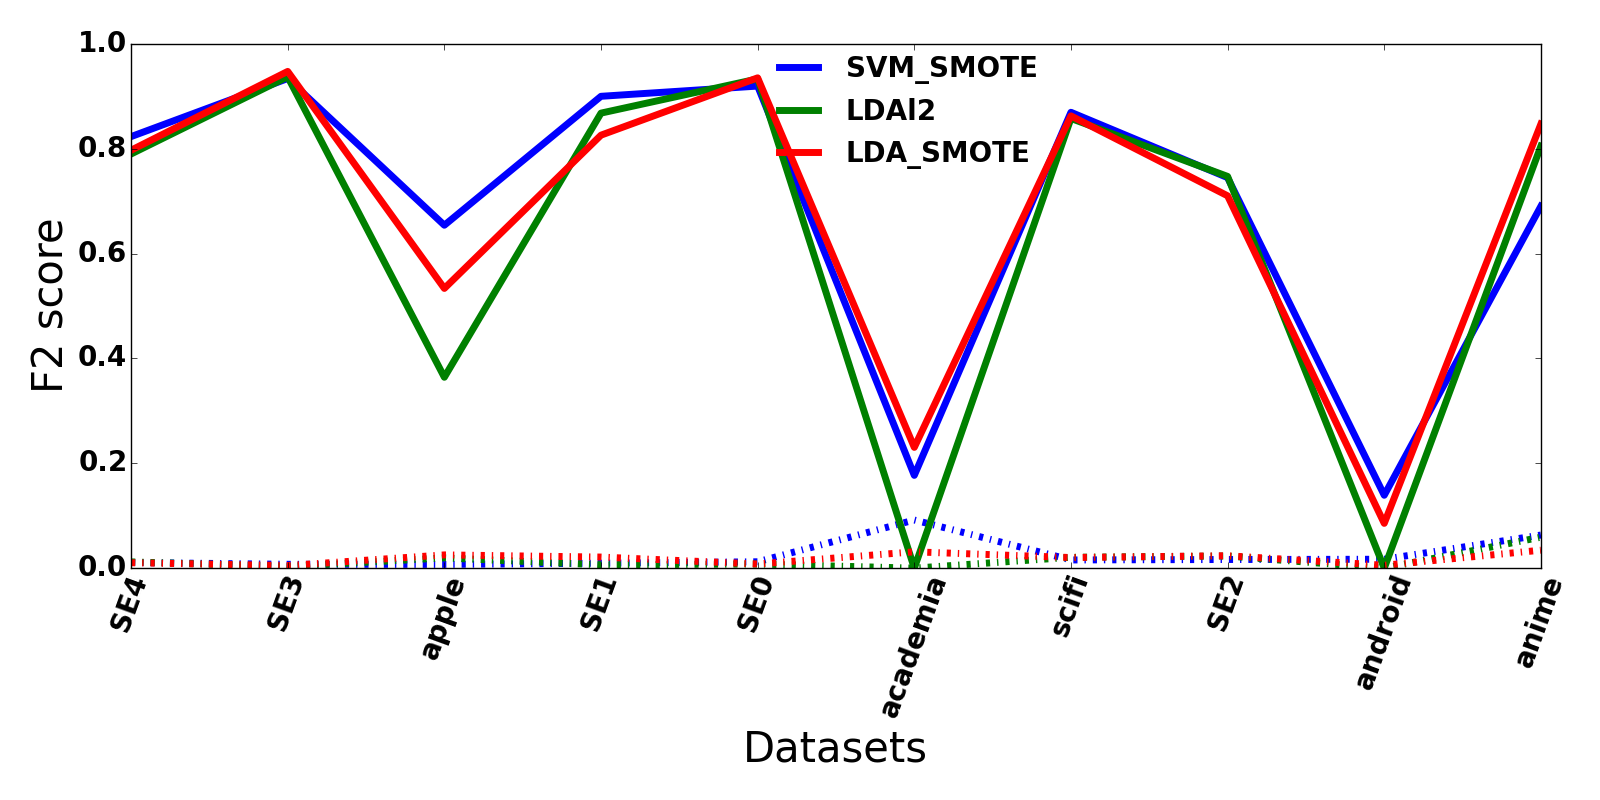 F2 score
1.0
0.8
0.6
0.4
0.2
0.0
SVM_SMOTE
LDAl2
LDA_SMOTE
SE4
SE3
apple
SE1
SE0
academia
scifi
SE2
android
anime
Datasets